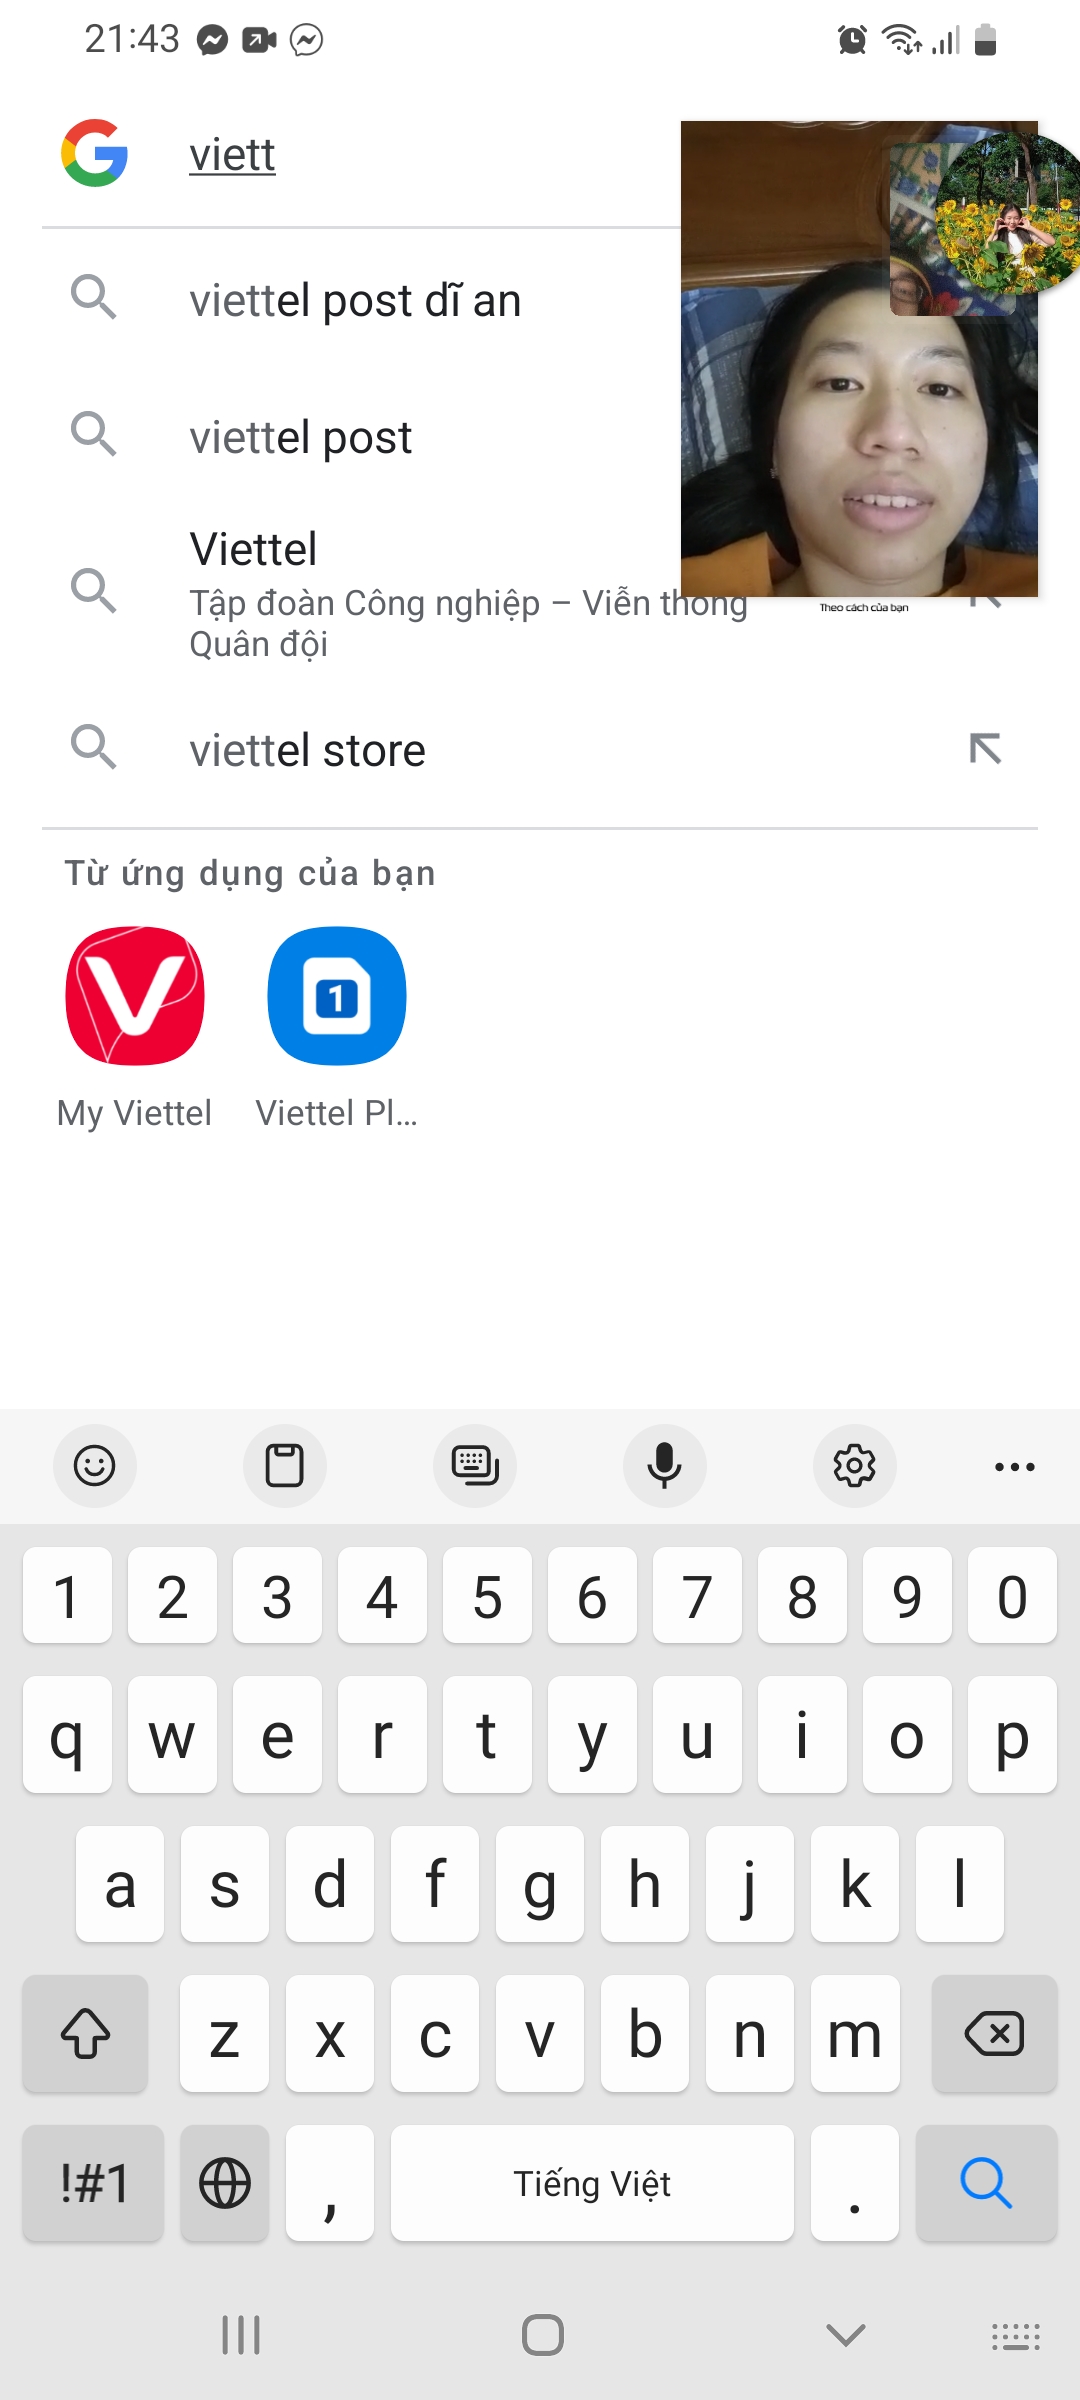 21:43
viett
viettel post dĩ an
viettel post
Viettel
Tập đoàn Công nghiệp – Viễn thông
Quân đội
Theo cách của bạn
viettel store
Từ ứng dụng của bạn
1
My Viettel
Viettel Pl...
1 2 3 4 5 6 7 8 9 0
q w e r t y u i o p
a s d f g h j k l
z x c v b n m
!#1 , Tiếng Việt .